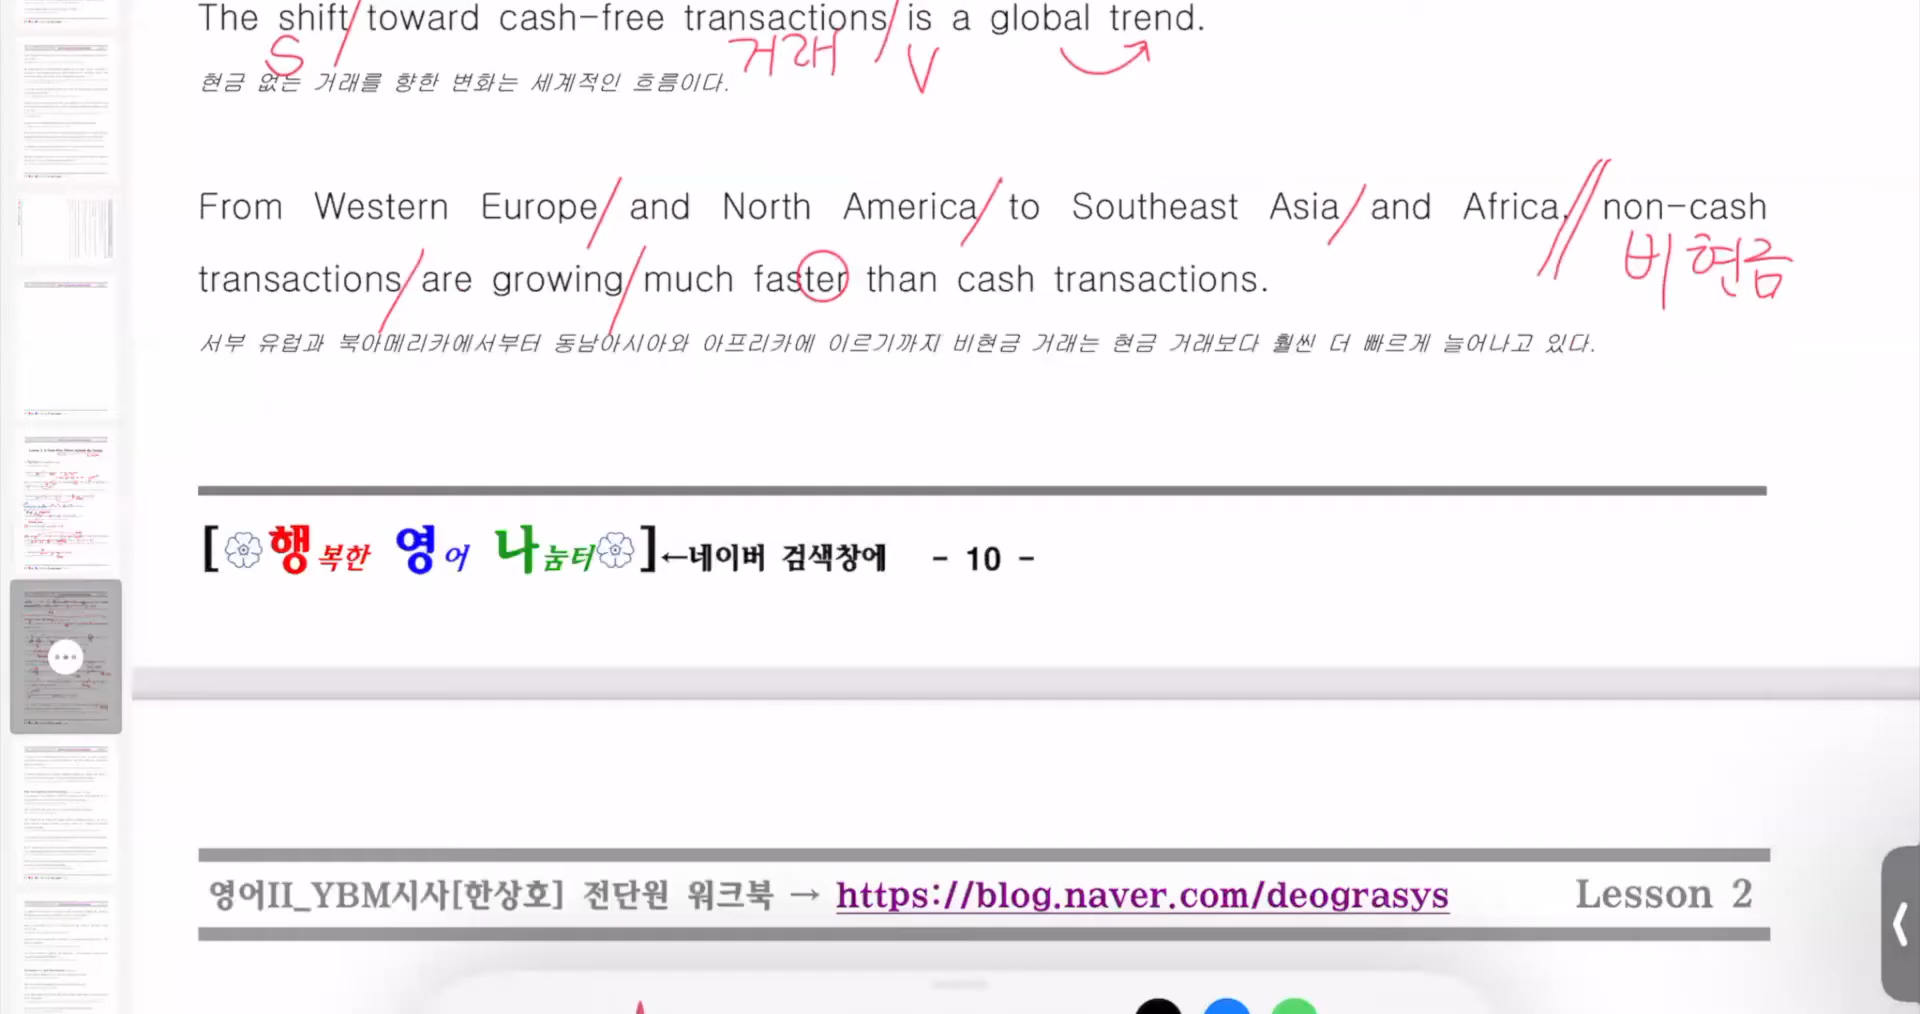 The shift/toward cash-free transactions/is a global trend.
S 거래 V
현금 없는 거래를 향한 변화는 세계적인 흐름이다.
From Western Europe/and North America/to Southeast Asia/and Africa,//non-cash
비현금
transactions/are growing/much faster than cash transactions.
서부 유럽과 북아메리카에서부터 동남아시아와 아프리카에 이르기까지 비현금 거래는 현금 거래보다 훨씬 더 빠르게 늘어나고 있다.
[행복한 영어 나눔터]←네이버 검색창에 - 10 -
영어II_YBM시사[한상호] 전단원 워크북 → https://blog.naver.com/deograsys Lesson 2